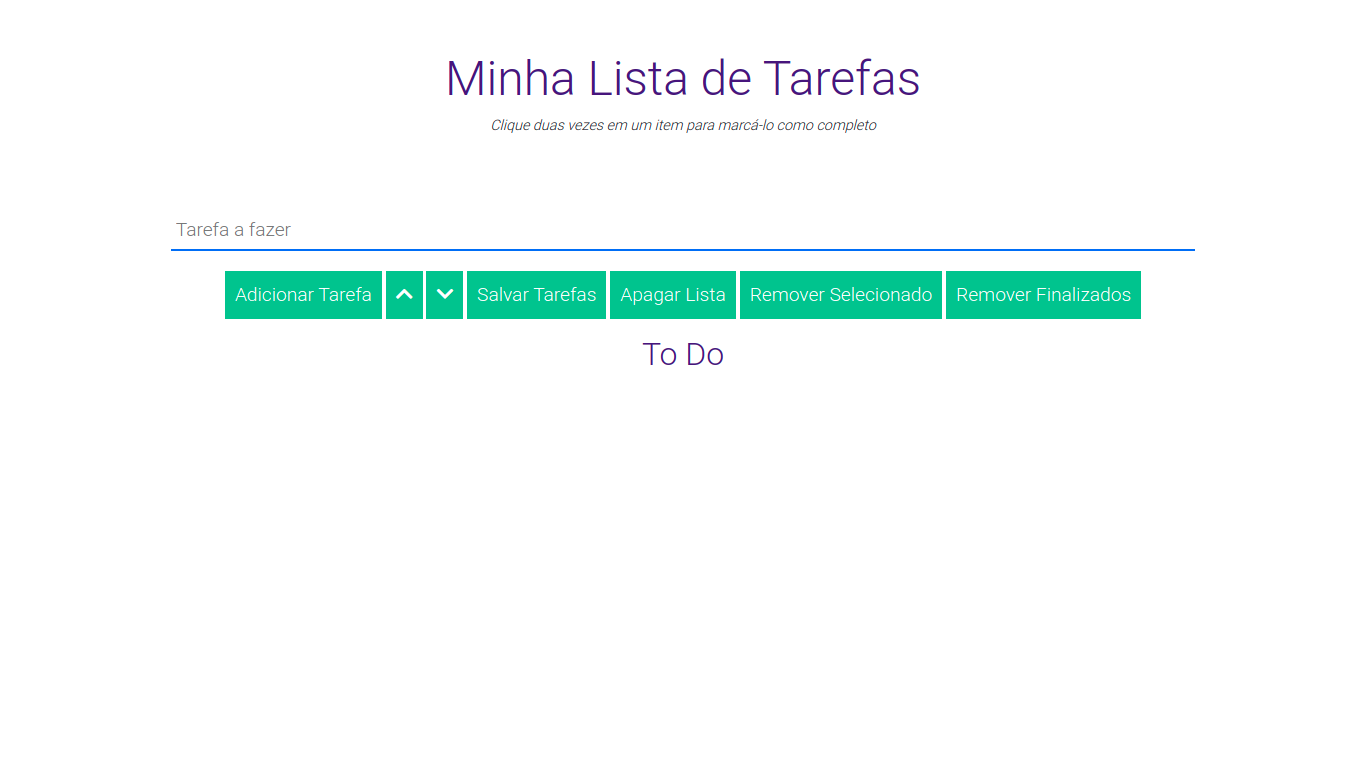 Minha Lista de Tarefas
Clique duas vezes em um item para marcá-lo como completo
Tarefa a fazer
Adicionar Tarefa Salvar Tarefas Apagar Lista Remover Selecionado Remover Finalizados
To Do